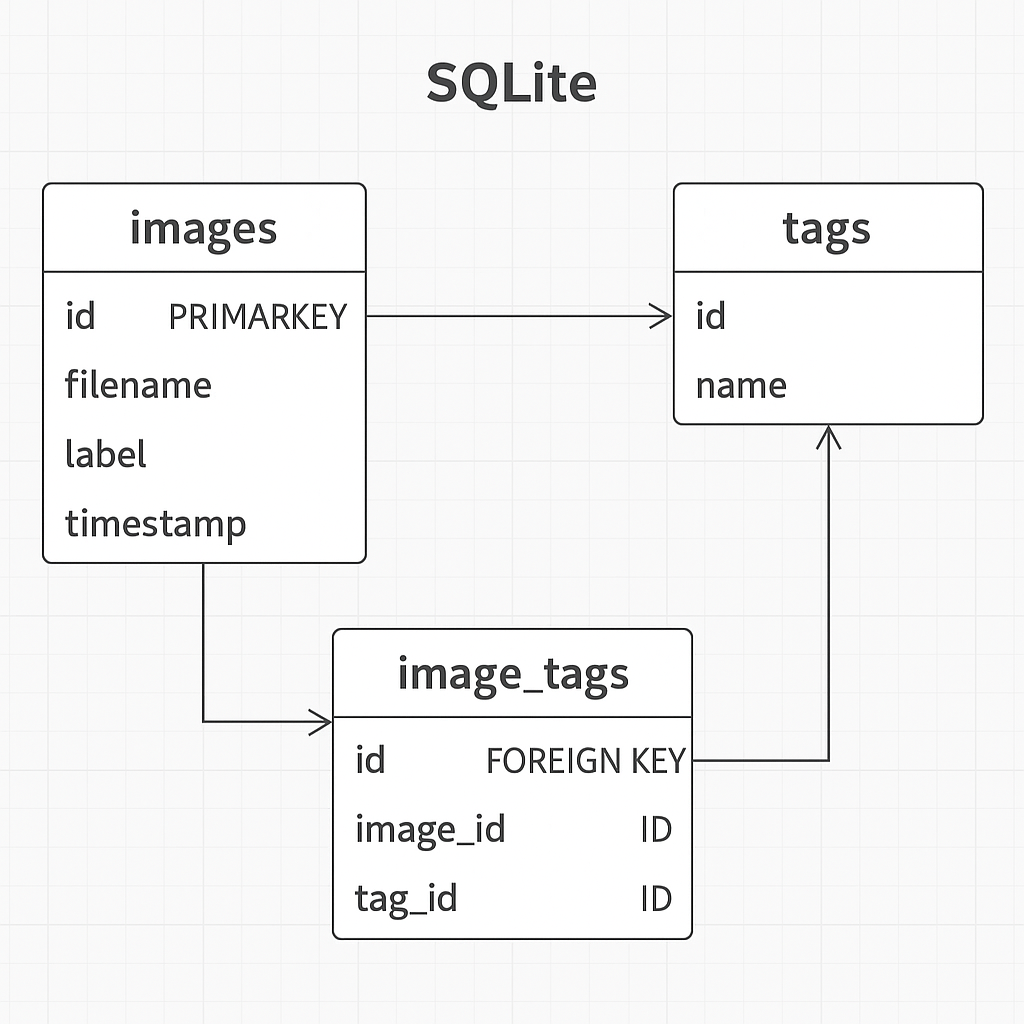 SQLite
images
id PRIMARKEY
filename
label
timestamp
tags
id
name
image_tags
id FOREIGN KEY
image_id ID
tag_id ID